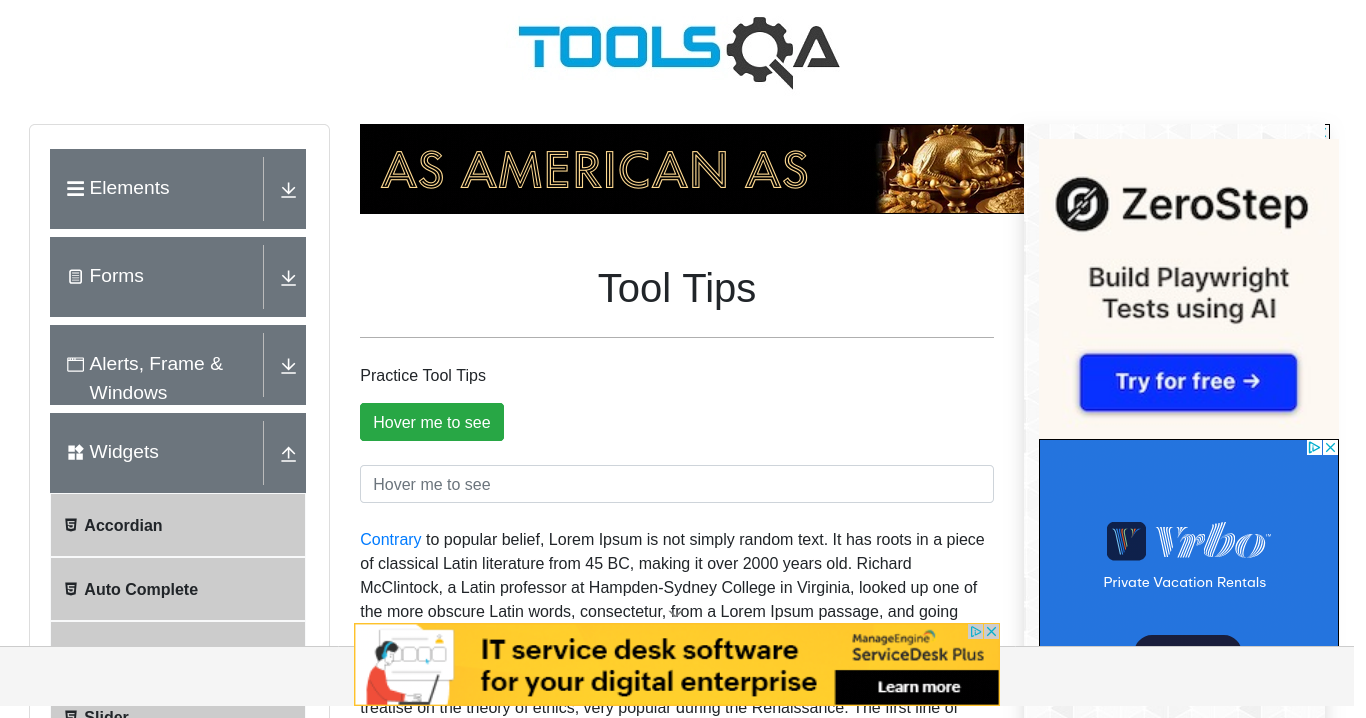 TOOLSQA
Elements
Forms
Alerts, Frame &
Windows
Widgets
Accordian
Auto Complete
Slider
AS AMERICAN AS
Tool Tips
Practice Tool Tips
Hover me to see
Hover me to see
Contrary to popular belief, Lorem Ipsum is not simply random text. It has roots in a piece
of classical Latin literature from 45 BC, making it over 2000 years old. Richard
McClintock, a Latin professor at Hampden-Sydney College in Virginia, looked up one of
the more obscure Latin words, consectetur, from a Lorem Ipsum passage, and going
IT service desk software
for your digital enterprise
ManageEngine
ServiceDesk Plus
Learn more
treatise on the theory of ethics, very popular during the Renaissance. The first line of
ZeroStep
Build Playwright
Tests using AI
Try for free →
Vrbo™
Private Vacation Rentals